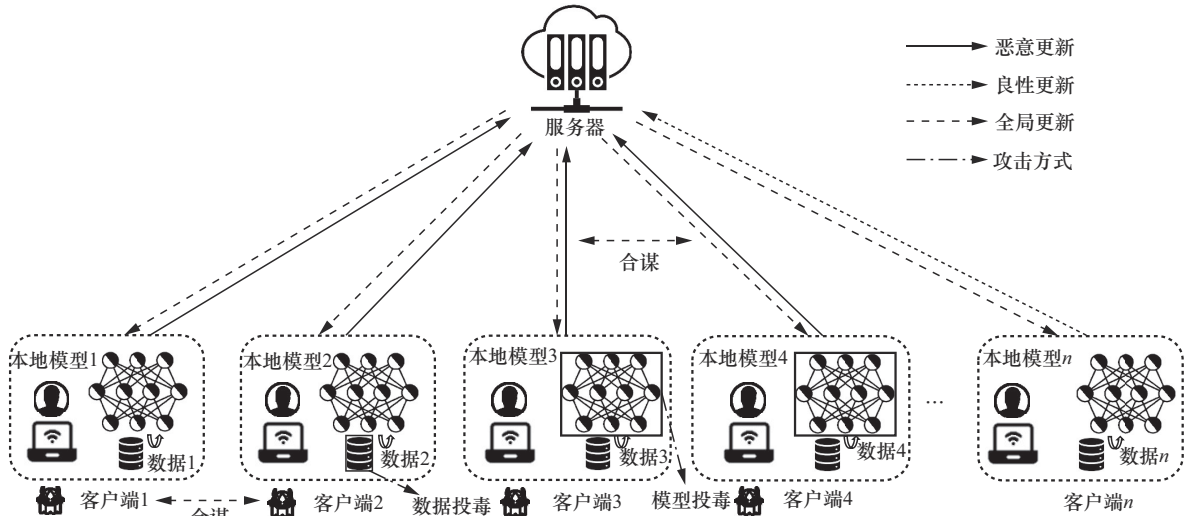 恶意更新
良性更新
全局更新
攻击方式
服务器
合谋
本地模型1
本地模型2
本地模型3
本地模型4
本地模型n
...
数据1
数据2
数据3
数据4
数据n
客户端1
客户端2
数据投毒
客户端3
模型投毒
客户端4
客户端n
合谋